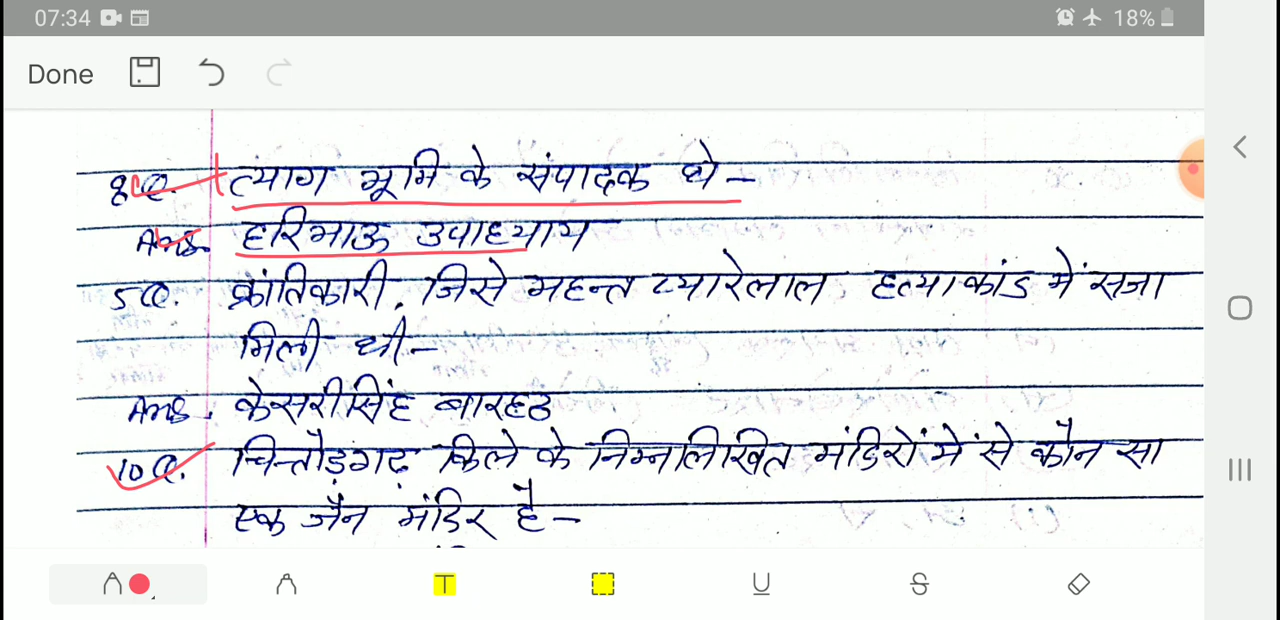 07:34 18%
Done
8Q. त्याग भूमि के संपादक थे -
Ans. हरिभाऊ उपाध्याय
5Q. क्रांतिकारी, जिसे महन्त प्यारेलाल हत्याकांड में सजा
मिली थी -
Ans. केसरीसिंह बारहठ
10Q. चित्तौड़गढ़ किले के निम्नलिखित मंदिरों में से कौन सा
एक जैन मंदिर है -
T U S